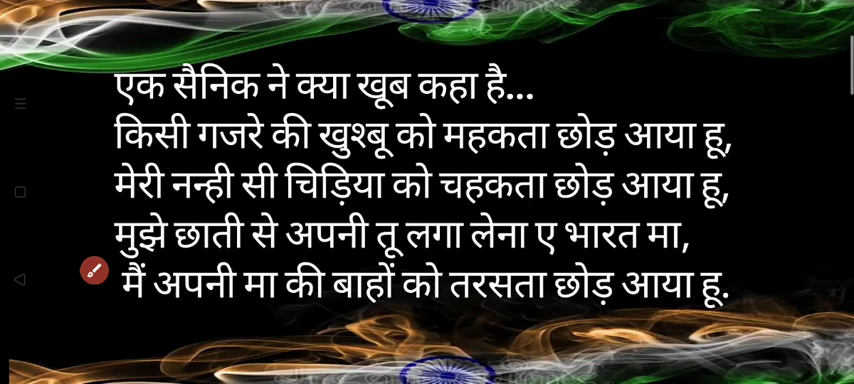 एक सैनिक ने क्या खूब कहा है...
किसी गजरे की खुश्बू को महकता छोड़ आया हू,
मेरी नन्ही सी चिड़िया को चहकता छोड़ आया हू,
मुझे छाती से अपनी तू लगा लेना ए भारत मा,
मैं अपनी मा की बाहों को तरसता छोड़ आया हू.